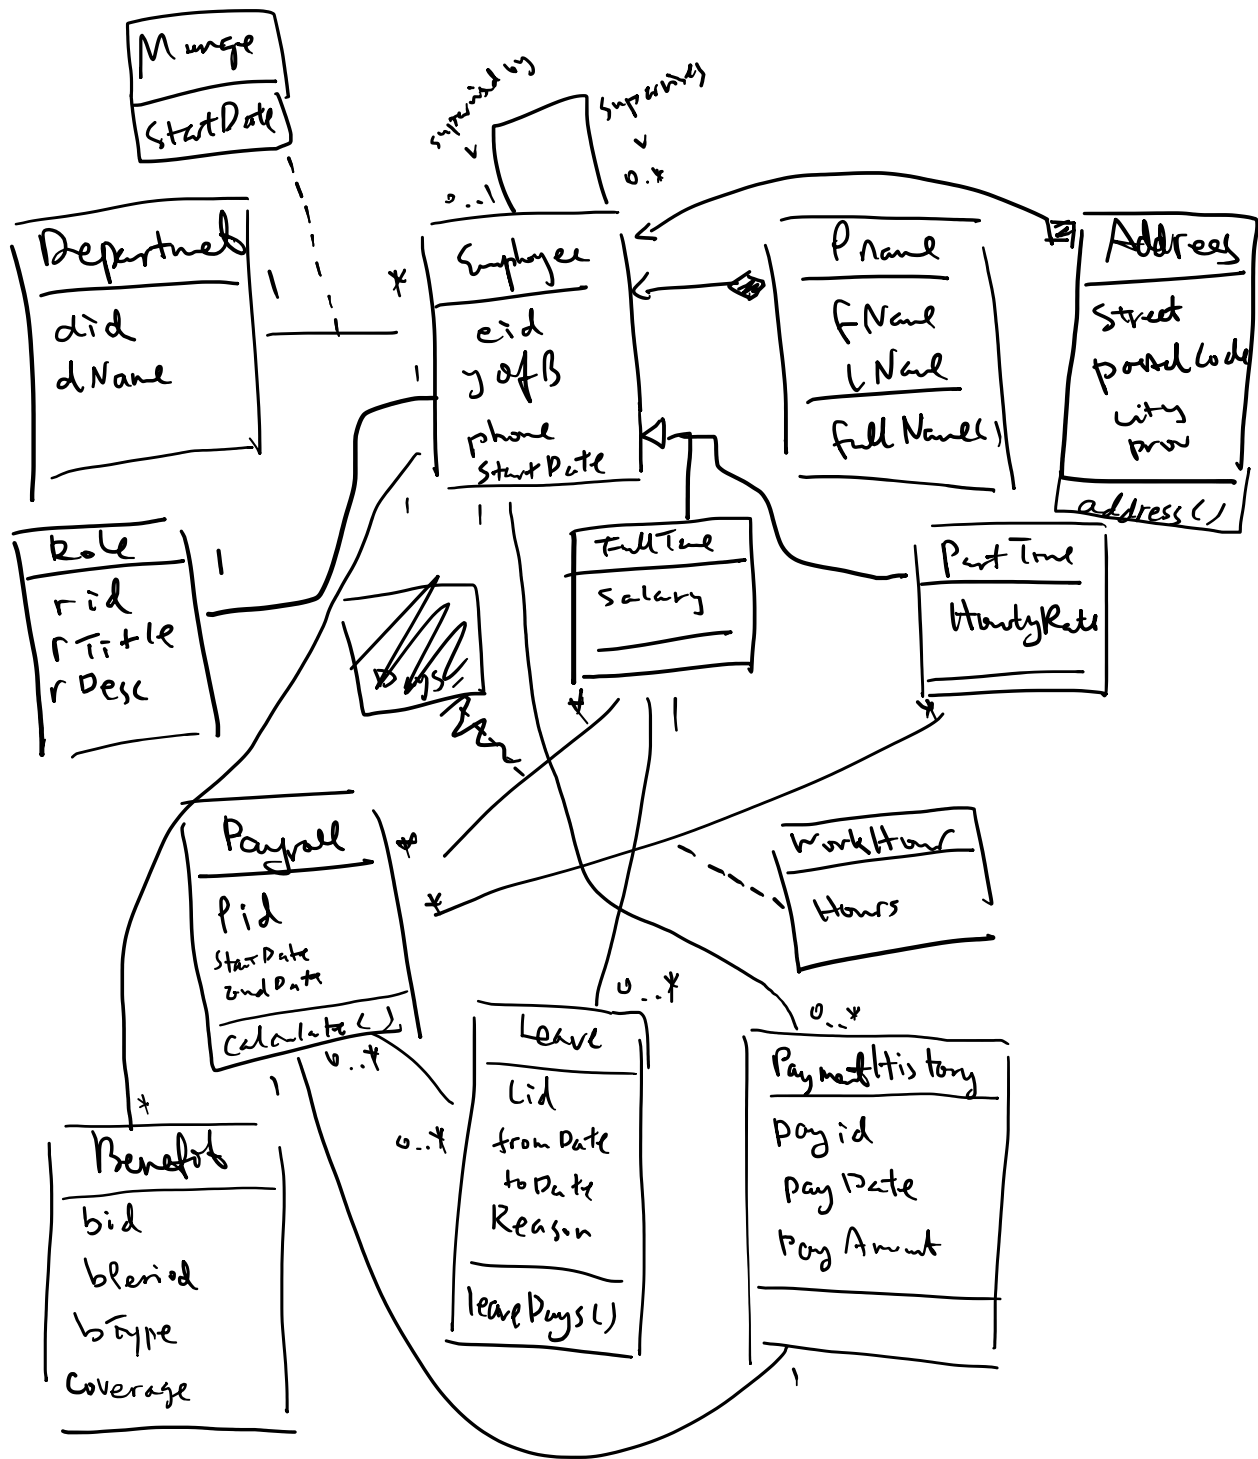 Manage
StartDate
supervised by
supervises
0..1
0..*
Department
did
dName
1
*
Employee
eid
yOfB
phone
StartDate
PName
fName
lName
fullName()
Address
Street
postalCode
city
prov
address()
1
1
Role
rid
rTitle
rDesc
1
1
FullTime
Salary
PartTime
HourlyRate
Days
*
1
*
Payroll
Pid
StartDate
EndDate
calculate()
*
*
WorkHour
Hours
0..*
0..*
0..*
1
0..*
Leave
Lid
fromDate
toDate
Reason
leaveDays()
PaymentHistory
payid
payDate
PayAmount
1
*
Benefit
bid
bPeriod
bType
Coverage